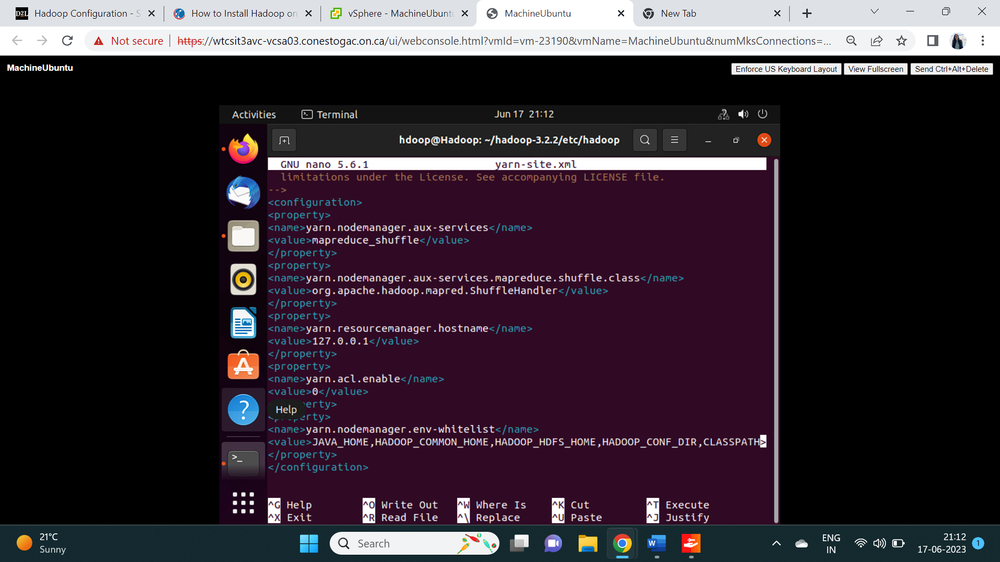 D2L Hadoop Configuration - S
How to Install Hadoop on
vSphere - MachineUbuntu
MachineUbuntu
New Tab
Not secure
https://wtcsit3avc-vcsa03.conestogac.on.ca/ui/webconsole.html?vmId=vm-23190&vmName=MachineUbuntu&numMksConnections=...
MachineUbuntu
Enforce US Keyboard Layout
View Fullscreen
Send Ctrl+Alt+Delete
Activities
Terminal
Jun 17 21:12
hdoop@Hadoop: ~/hadoop-3.2.2/etc/hadoop
GNU nano 5.6.1 yarn-site.xml
limitations under the License. See accompanying LICENSE file.
-->
<configuration>
<property>
<name>yarn.nodemanager.aux-services</name>
<value>mapreduce_shuffle</value>
</property>
<property>
<name>yarn.nodemanager.aux-services.mapreduce.shuffle.class</name>
<value>org.apache.hadoop.mapred.ShuffleHandler</value>
</property>
<property>
<name>yarn.resourcemanager.hostname</name>
<value>127.0.0.1</value>
</property>
<property>
<name>yarn.acl.enable</name>
<value>0</value>
erty>
Help
<property>
<name>yarn.nodemanager.env-whitelist</name>
<value>JAVA_HOME,HADOOP_COMMON_HOME,HADOOP_HDFS_HOME,HADOOP_CONF_DIR,CLASSPATH>
</property>
</configuration>
^G Help ^O Write Out ^W Where Is ^K Cut ^T Execute
^X Exit ^R Read File ^\ Replace ^U Paste ^J Justify
21°C
Sunny
Search
ENG
IN
21:12
17-06-2023
1